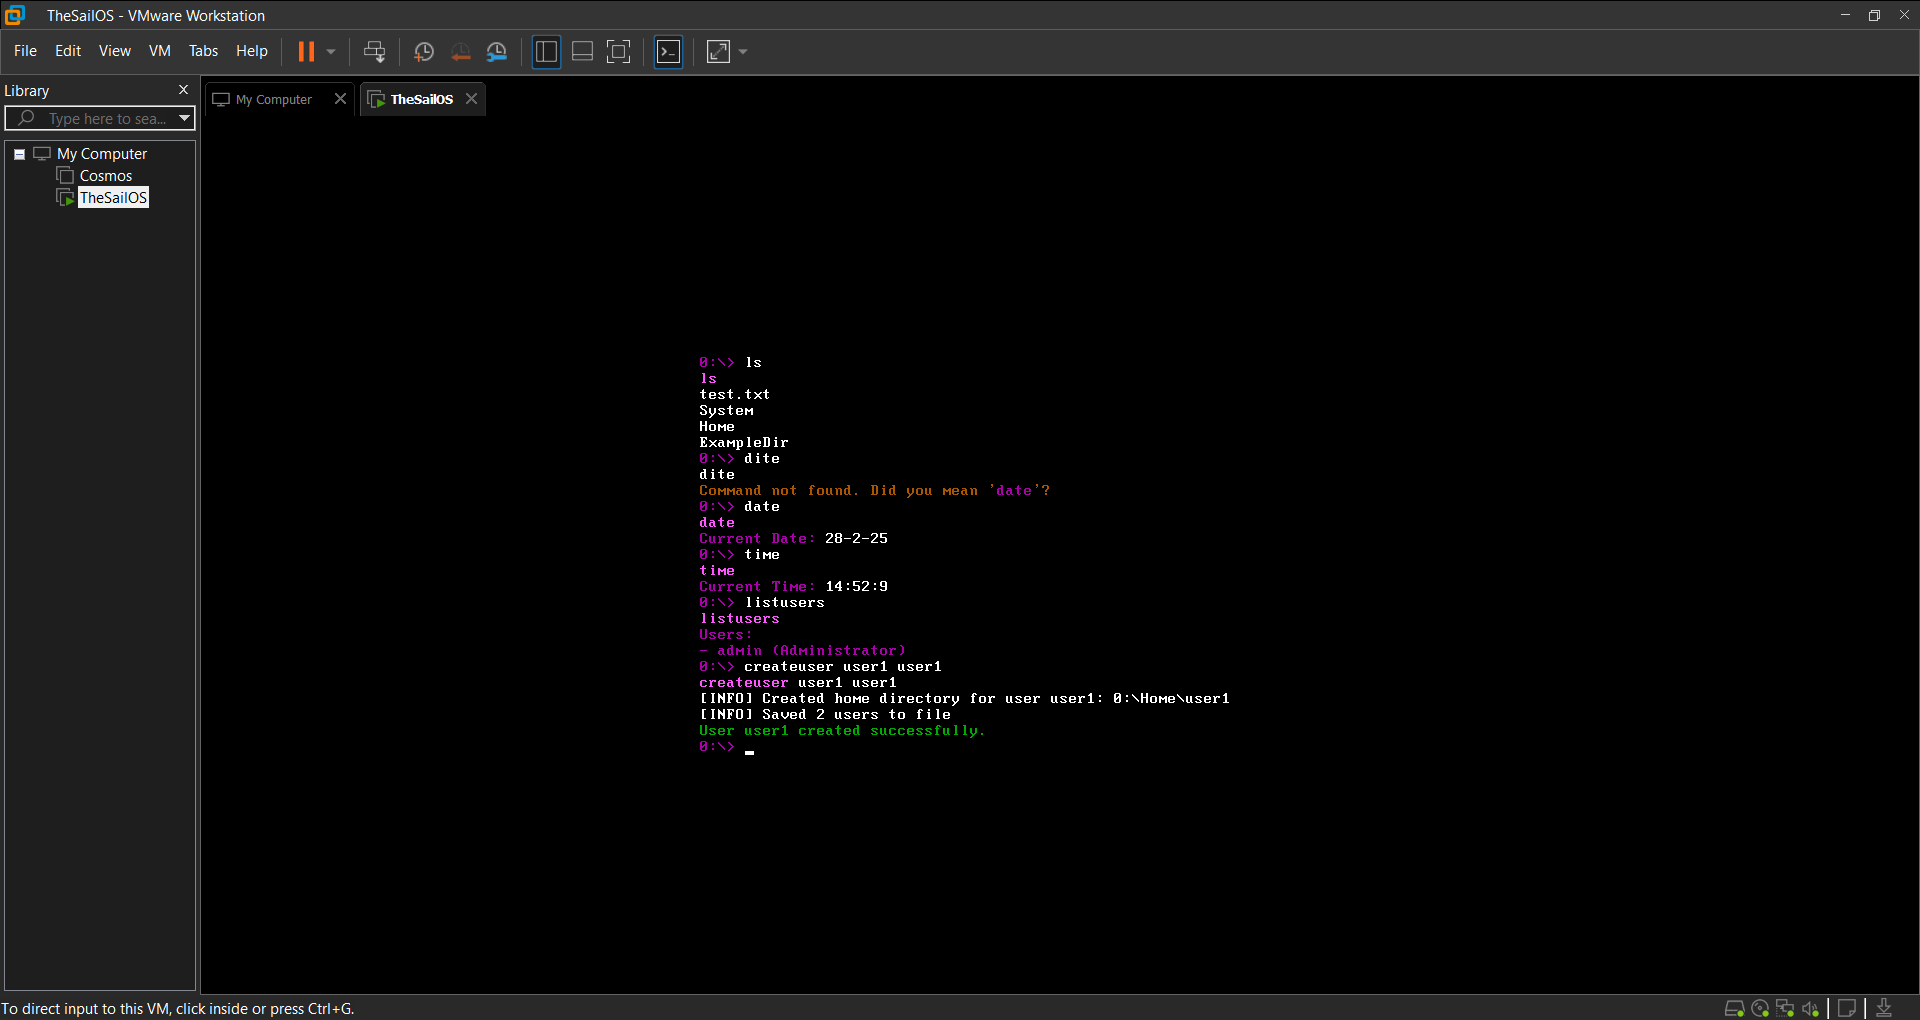 TheSailOS - VMware Workstation
File Edit View VM Tabs Help
Library
Type here to sea...
My Computer
Cosmos
TheSailOS
My Computer
TheSailOS
0:\> ls
ls
test.txt
System
Home
ExampleDir
0:\> dite
dite
Command not found. Did you mean 'date'?
0:\> date
date
Current Date: 28-2-25
0:\> time
time
Current Time: 14:52:9
0:\> listusers
listusers
Users:
- admin (Administrator)
0:\> createuser user1 user1
createuser user1 user1
[INFO] Created home directory for user user1: 0:\Home\user1
[INFO] Saved 2 users to file
User user1 created successfully.
0:\> _
To direct input to this VM, click inside or press Ctrl+G.